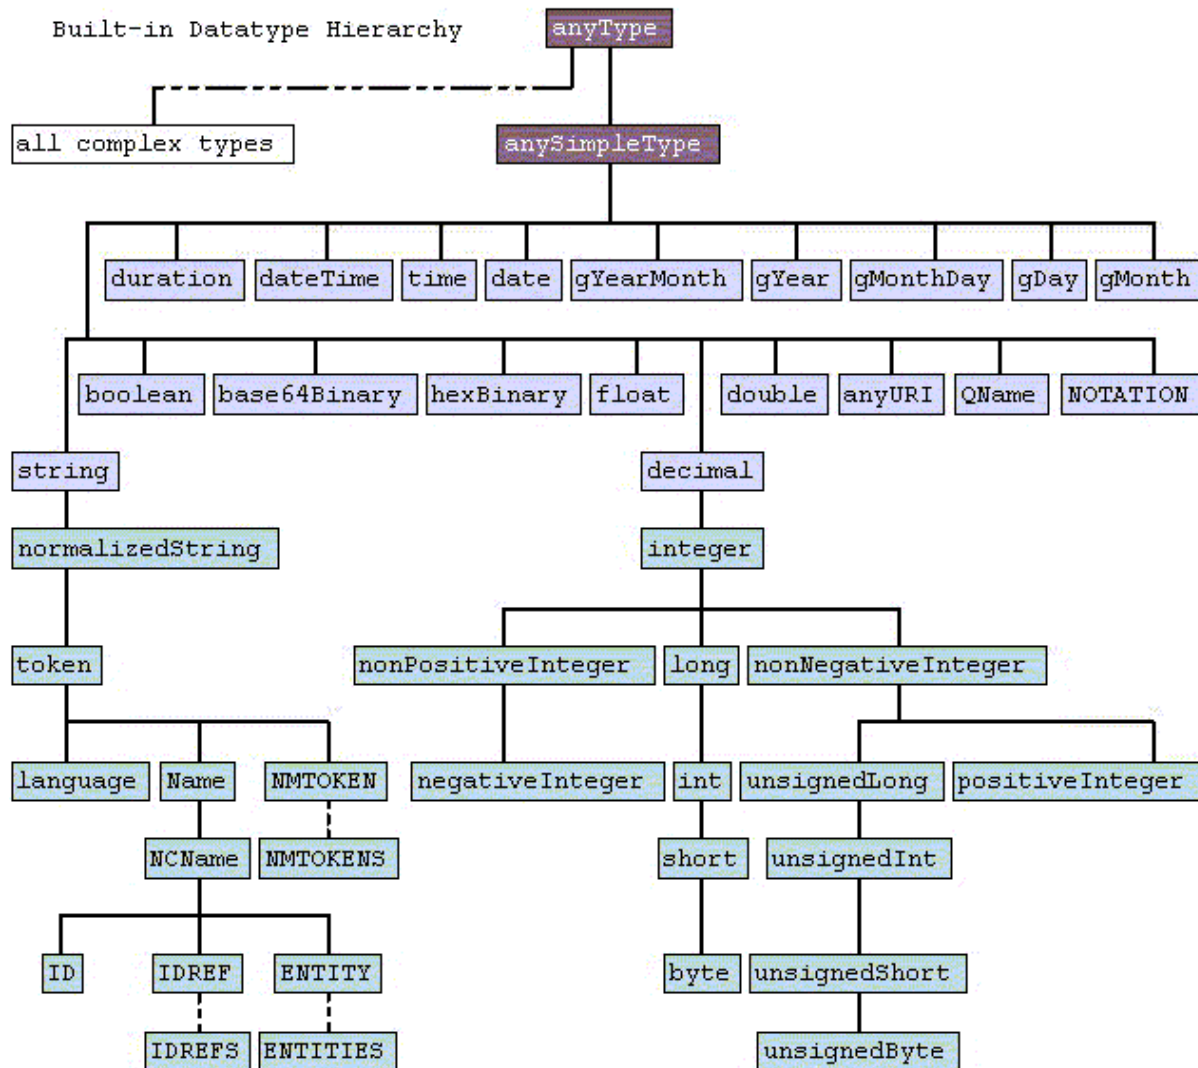 Built-in Datatype Hierarchy
anyType
all complex types
anySimpleType
duration
dateTime
time
date
gYearMonth
gYear
gMonthDay
gDay
gMonth
boolean
base64Binary
hexBinary
float
double
anyURI
QName
NOTATION
string
decimal
normalizedString
integer
token
nonPositiveInteger
long
nonNegativeInteger
language
Name
NMTOKEN
negativeInteger
int
unsignedLong
positiveInteger
NCName
NMTOKENS
short
unsignedInt
ID
IDREF
ENTITY
byte
unsignedShort
IDREFS
ENTITIES
unsignedByte